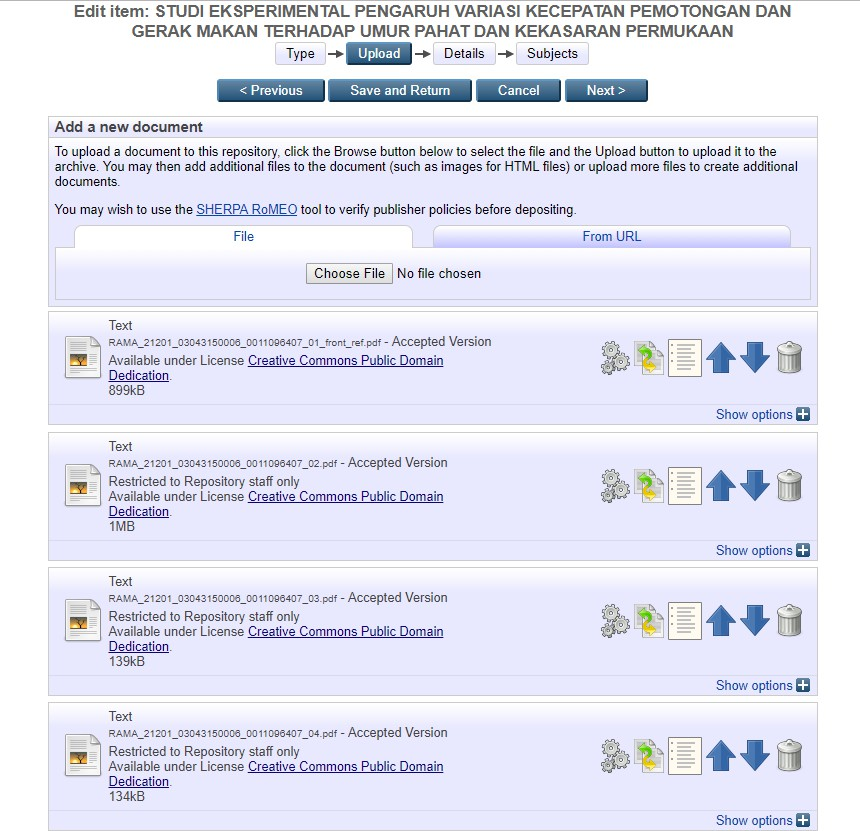 Edit item: STUDI EKSPERIMENTAL PENGARUH VARIASI KECEPATAN PEMOTONGAN DAN
GERAK MAKAN TERHADAP UMUR PAHAT DAN KEKASARAN PERMUKAAN
Type Upload Details Subjects
< Previous Save and Return Cancel Next >
Add a new document
To upload a document to this repository, click the Browse button below to select the file and the Upload button to upload it to the
archive. You may then add additional files to the document (such as images for HTML files) or upload more files to create additional
documents.
You may wish to use the SHERPA RoMEO tool to verify publisher policies before depositing.
File From URL
Choose File No file chosen
Text
RAMA_21201_03043150006_0011096407_01_front_ref.pdf - Accepted Version
Available under License Creative Commons Public Domain
Dedication.
899kB
Show options
Text
RAMA_21201_03043150006_0011096407_02.pdf - Accepted Version
Restricted to Repository staff only
Available under License Creative Commons Public Domain
Dedication.
1MB
Show options
Text
RAMA_21201_03043150006_0011096407_03.pdf - Accepted Version
Restricted to Repository staff only
Available under License Creative Commons Public Domain
Dedication.
139kB
Show options
Text
RAMA_21201_03043150006_0011096407_04.pdf - Accepted Version
Restricted to Repository staff only
Available under License Creative Commons Public Domain
Dedication.
134kB
Show options